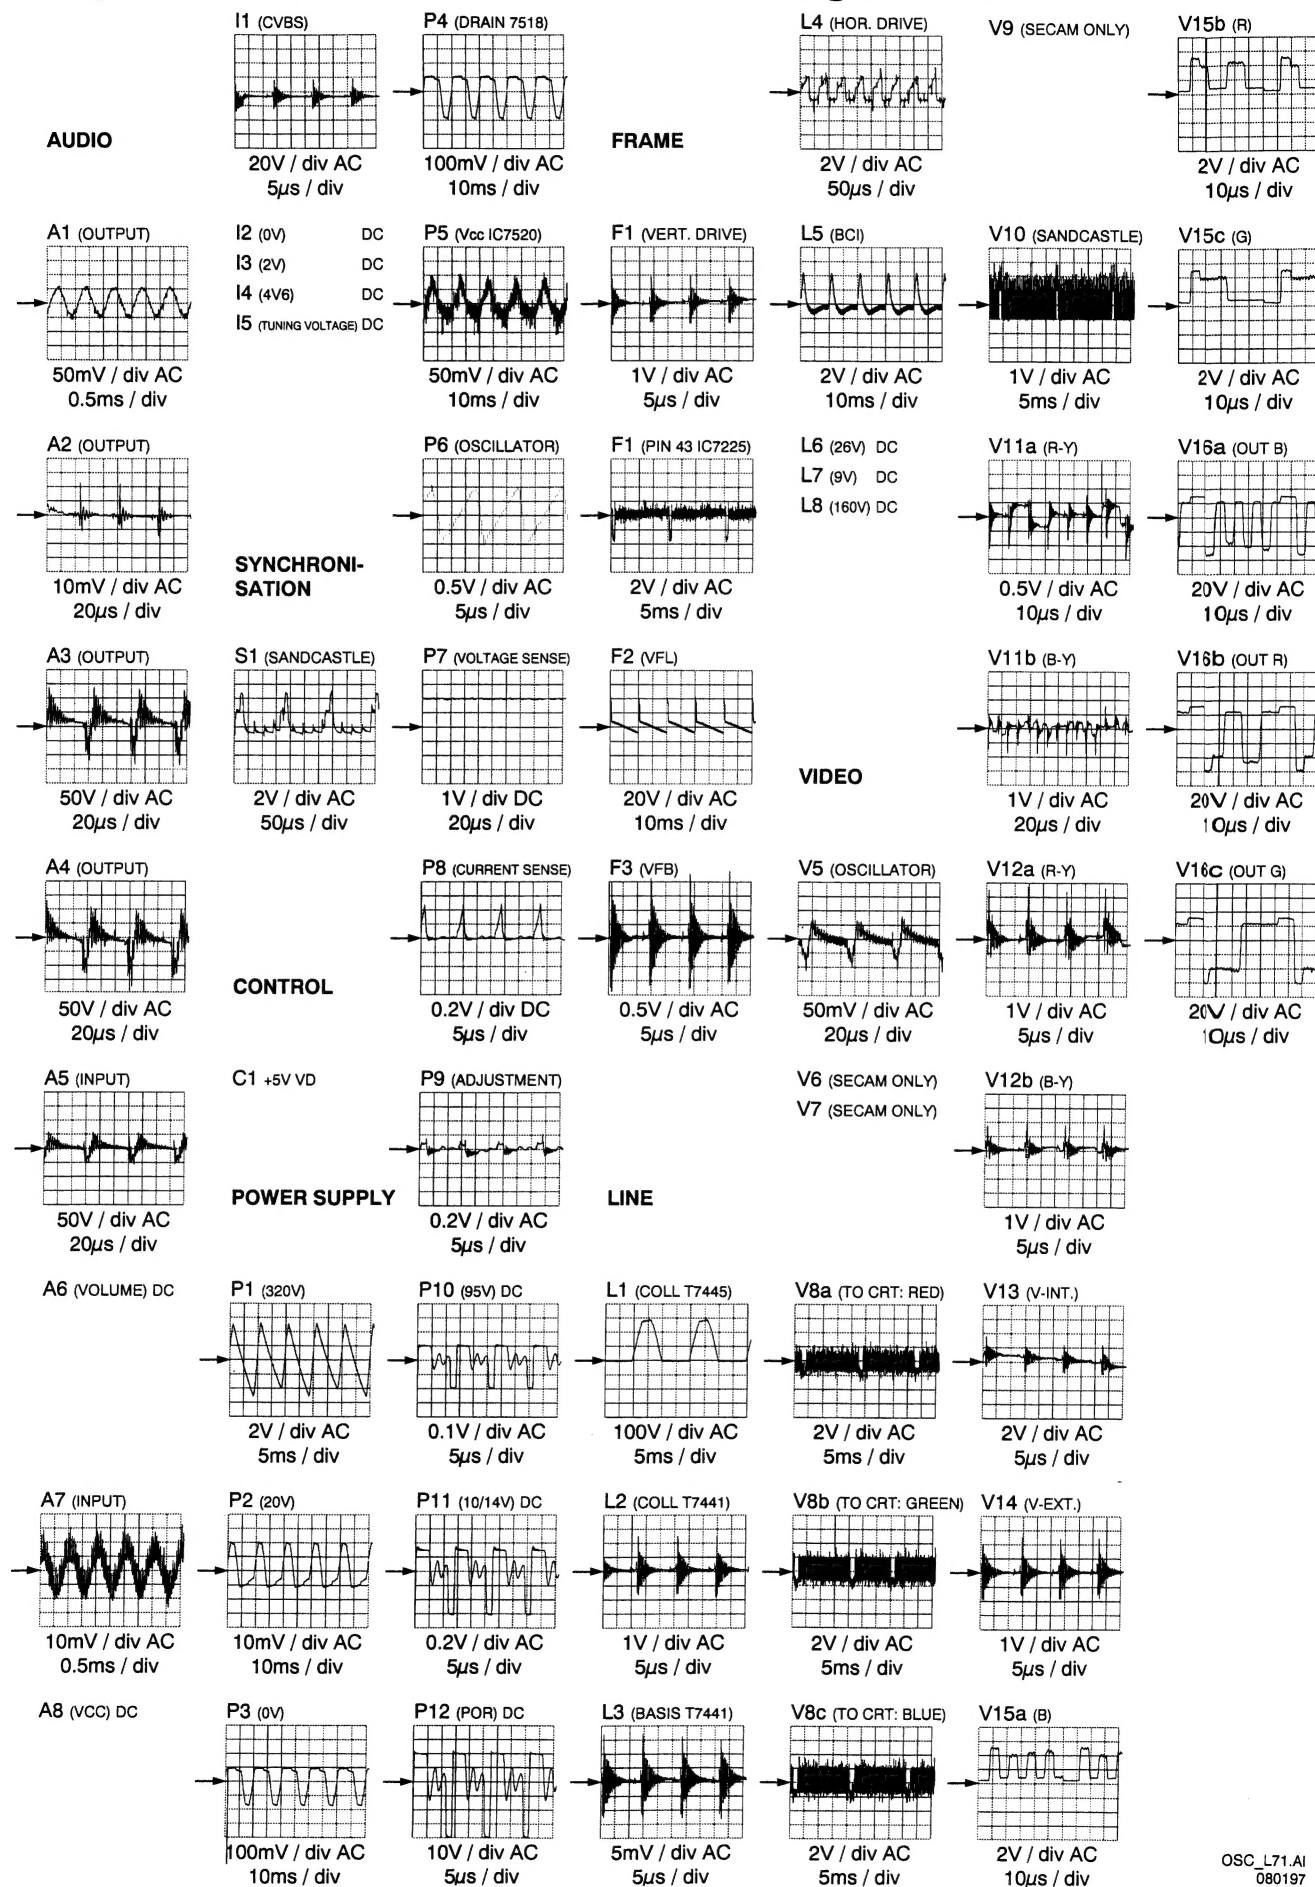 I1 (CVBS)
20V / div AC
5µs / div
P4 (DRAIN 7518)
100mV / div AC
10ms / div
L4 (HOR. DRIVE)
2V / div AC
50µs / div
V9 (SECAM ONLY)
V15b (R)
2V / div AC
10µs / div
AUDIO
FRAME
A1 (OUTPUT)
50mV / div AC
0.5ms / div
I2 (0V) DC
I3 (2V) DC
I4 (4V6) DC
I5 (TUNING VOLTAGE) DC
P5 (Vcc IC7520)
50mV / div AC
10ms / div
F1 (VERT. DRIVE)
1V / div AC
5µs / div
L5 (BCI)
2V / div AC
10ms / div
V10 (SANDCASTLE)
1V / div AC
5ms / div
V15c (G)
2V / div AC
10µs / div
A2 (OUTPUT)
10mV / div AC
20µs / div
SYNCHRONI-
SATION
P6 (OSCILLATOR)
0.5V / div AC
5µs / div
F1 (PIN 43 IC7225)
2V / div AC
5ms / div
L6 (26V) DC
L7 (9V) DC
L8 (160V) DC
V11a (R-Y)
0.5V / div AC
10µs / div
V16a (OUT B)
20V / div AC
10µs / div
A3 (OUTPUT)
50V / div AC
20µs / div
S1 (SANDCASTLE)
2V / div AC
50µs / div
P7 (VOLTAGE SENSE)
1V / div DC
20µs / div
F2 (VFL)
20V / div AC
10ms / div
VIDEO
V11b (B-Y)
1V / div AC
20µs / div
V16b (OUT R)
20V / div AC
10µs / div
A4 (OUTPUT)
50V / div AC
20µs / div
CONTROL
P8 (CURRENT SENSE)
0.2V / div DC
5µs / div
F3 (VFB)
0.5V / div AC
5µs / div
V5 (OSCILLATOR)
50mV / div AC
20µs / div
V12a (R-Y)
1V / div AC
5µs / div
V16c (OUT G)
20V / div AC
10µs / div
A5 (INPUT)
50V / div AC
20µs / div
C1 +5V VD
POWER SUPPLY
P9 (ADJUSTMENT)
0.2V / div AC
5µs / div
LINE
V6 (SECAM ONLY)
V7 (SECAM ONLY)
V12b (B-Y)
1V / div AC
5µs / div
A6 (VOLUME) DC
P1 (320V)
2V / div AC
5ms / div
P10 (95V) DC
0.1V / div AC
5µs / div
L1 (COLL T7445)
100V / div AC
5ms / div
V8a (TO CRT: RED)
2V / div AC
5ms / div
V13 (V-INT.)
2V / div AC
5µs / div
A7 (INPUT)
10mV / div AC
0.5ms / div
P2 (20V)
10mV / div AC
10ms / div
P11 (10/14V) DC
0.2V / div AC
5µs / div
L2 (COLL T7441)
1V / div AC
5µs / div
V8b (TO CRT: GREEN)
2V / div AC
5ms / div
V14 (V-EXT.)
1V / div AC
5µs / div
A8 (VCC) DC
P3 (0V)
100mV / div AC
10ms / div
P12 (POR) DC
10V / div AC
5µs / div
L3 (BASIS T7441)
5mV / div AC
5µs / div
V8c (TO CRT: BLUE)
2V / div AC
5ms / div
V15a (B)
2V / div AC
10µs / div
OSC_L71.AI
080197